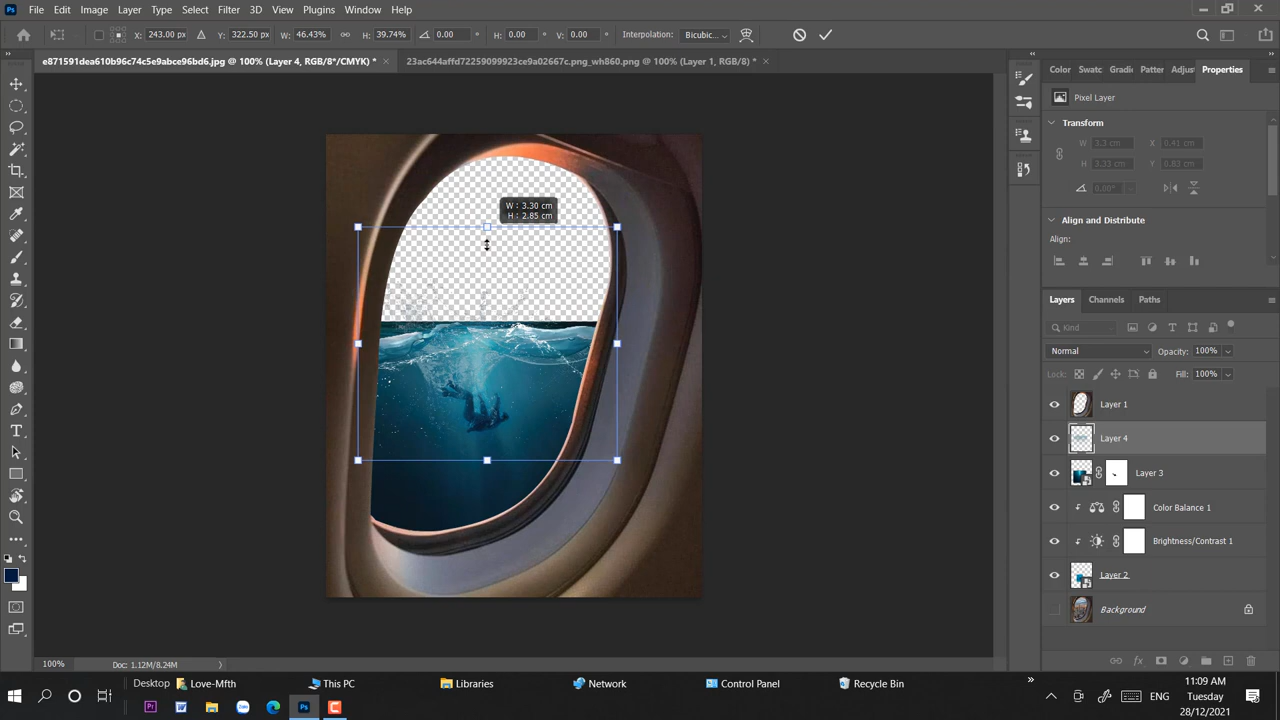 File Edit Image Layer Type Select Filter 3D View Plugins Window Help
X: 243.00 px Y: 322.50 px W: 46.43% H: 39.74% 0.00 ° H: 0.00 ° V: 0.00 ° Interpolation: Bicubic...
e871591dea610b96c74c5e9abce96bd6.jpg @ 100% (Layer 4, RGB/8*/CMYK) * × 23ac644affd72259099923ce9a02667c.png_wh860.png @ 100% (Layer 1, RGB/8) * ×
Color Swatc Gradi Patter Adjus Properties
Pixel Layer
Transform
W 3.3 cm X 0.41 cm
H 3.33 cm Y 0.83 cm
0.00°
Align and Distribute
Align:
W : 3.30 cm
H : 2.85 cm
Layers Channels Paths
Kind
Normal Opacity: 100%
Lock: Fill: 100%
Layer 1
Layer 4
Layer 3
Color Balance 1
Brightness/Contrast 1
Layer 2
Background
100% Doc: 1.12M/8.24M
Desktop Love-Mfth This PC Libraries Network Control Panel Recycle Bin
ENG
11:09 AM
Tuesday
28/12/2021